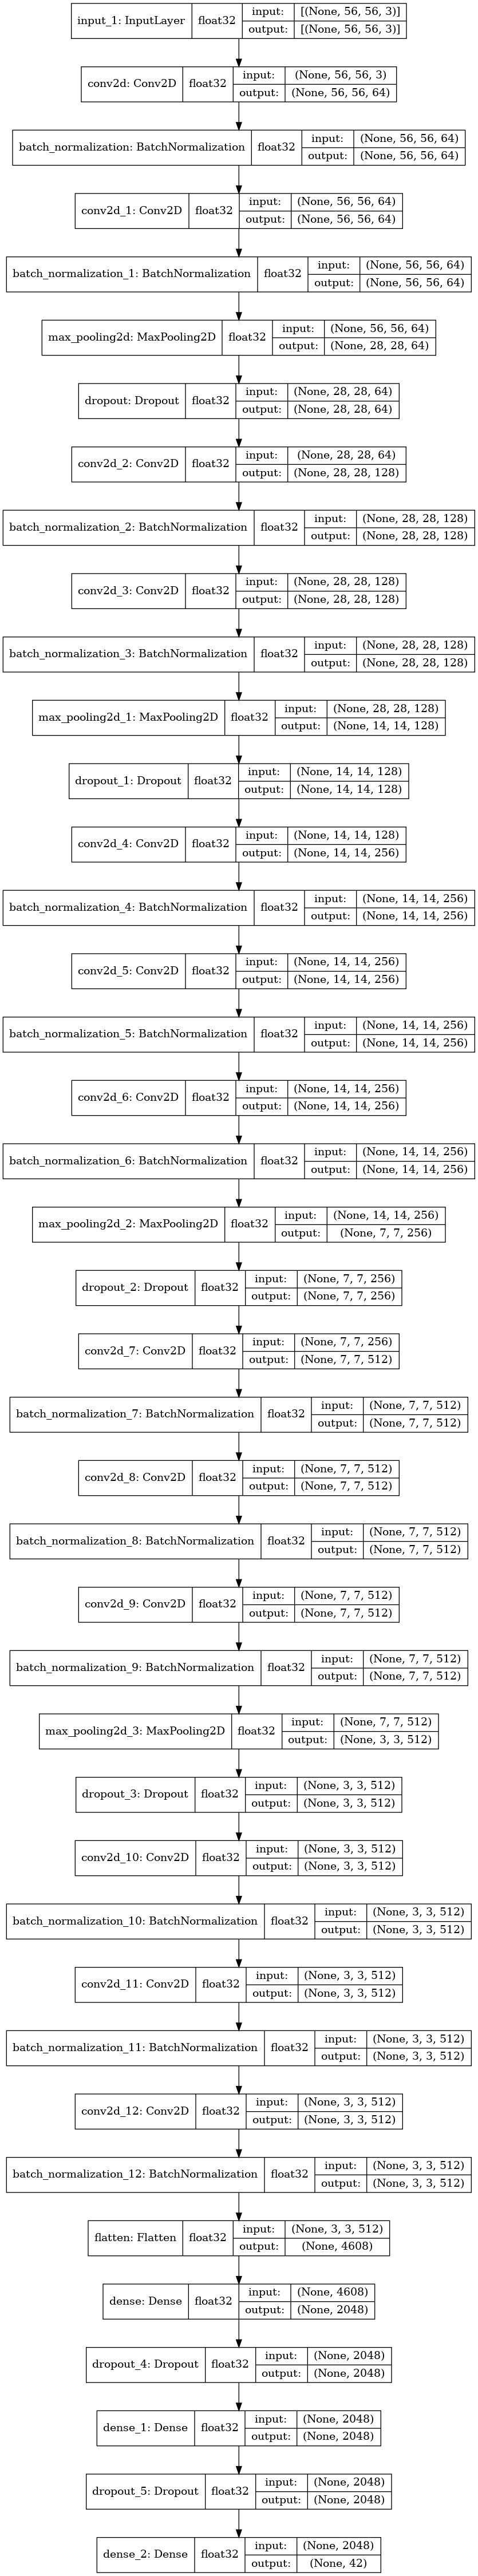 input_1: InputLayer float32 input: [(None, 56, 56, 3)]
output: [(None, 56, 56, 3)]
conv2d: Conv2D float32 input: (None, 56, 56, 3)
output: (None, 56, 56, 64)
batch_normalization: BatchNormalization float32 input: (None, 56, 56, 64)
output: (None, 56, 56, 64)
conv2d_1: Conv2D float32 input: (None, 56, 56, 64)
output: (None, 56, 56, 64)
batch_normalization_1: BatchNormalization float32 input: (None, 56, 56, 64)
output: (None, 56, 56, 64)
max_pooling2d: MaxPooling2D float32 input: (None, 56, 56, 64)
output: (None, 28, 28, 64)
dropout: Dropout float32 input: (None, 28, 28, 64)
output: (None, 28, 28, 64)
conv2d_2: Conv2D float32 input: (None, 28, 28, 64)
output: (None, 28, 28, 128)
batch_normalization_2: BatchNormalization float32 input: (None, 28, 28, 128)
output: (None, 28, 28, 128)
conv2d_3: Conv2D float32 input: (None, 28, 28, 128)
output: (None, 28, 28, 128)
batch_normalization_3: BatchNormalization float32 input: (None, 28, 28, 128)
output: (None, 28, 28, 128)
max_pooling2d_1: MaxPooling2D float32 input: (None, 28, 28, 128)
output: (None, 14, 14, 128)
dropout_1: Dropout float32 input: (None, 14, 14, 128)
output: (None, 14, 14, 128)
conv2d_4: Conv2D float32 input: (None, 14, 14, 128)
output: (None, 14, 14, 256)
batch_normalization_4: BatchNormalization float32 input: (None, 14, 14, 256)
output: (None, 14, 14, 256)
conv2d_5: Conv2D float32 input: (None, 14, 14, 256)
output: (None, 14, 14, 256)
batch_normalization_5: BatchNormalization float32 input: (None, 14, 14, 256)
output: (None, 14, 14, 256)
conv2d_6: Conv2D float32 input: (None, 14, 14, 256)
output: (None, 14, 14, 256)
batch_normalization_6: BatchNormalization float32 input: (None, 14, 14, 256)
output: (None, 14, 14, 256)
max_pooling2d_2: MaxPooling2D float32 input: (None, 14, 14, 256)
output: (None, 7, 7, 256)
dropout_2: Dropout float32 input: (None, 7, 7, 256)
output: (None, 7, 7, 256)
conv2d_7: Conv2D float32 input: (None, 7, 7, 256)
output: (None, 7, 7, 512)
batch_normalization_7: BatchNormalization float32 input: (None, 7, 7, 512)
output: (None, 7, 7, 512)
conv2d_8: Conv2D float32 input: (None, 7, 7, 512)
output: (None, 7, 7, 512)
batch_normalization_8: BatchNormalization float32 input: (None, 7, 7, 512)
output: (None, 7, 7, 512)
conv2d_9: Conv2D float32 input: (None, 7, 7, 512)
output: (None, 7, 7, 512)
batch_normalization_9: BatchNormalization float32 input: (None, 7, 7, 512)
output: (None, 7, 7, 512)
max_pooling2d_3: MaxPooling2D float32 input: (None, 7, 7, 512)
output: (None, 3, 3, 512)
dropout_3: Dropout float32 input: (None, 3, 3, 512)
output: (None, 3, 3, 512)
conv2d_10: Conv2D float32 input: (None, 3, 3, 512)
output: (None, 3, 3, 512)
batch_normalization_10: BatchNormalization float32 input: (None, 3, 3, 512)
output: (None, 3, 3, 512)
conv2d_11: Conv2D float32 input: (None, 3, 3, 512)
output: (None, 3, 3, 512)
batch_normalization_11: BatchNormalization float32 input: (None, 3, 3, 512)
output: (None, 3, 3, 512)
conv2d_12: Conv2D float32 input: (None, 3, 3, 512)
output: (None, 3, 3, 512)
batch_normalization_12: BatchNormalization float32 input: (None, 3, 3, 512)
output: (None, 3, 3, 512)
flatten: Flatten float32 input: (None, 3, 3, 512)
output: (None, 4608)
dense: Dense float32 input: (None, 4608)
output: (None, 2048)
dropout_4: Dropout float32 input: (None, 2048)
output: (None, 2048)
dense_1: Dense float32 input: (None, 2048)
output: (None, 2048)
dropout_5: Dropout float32 input: (None, 2048)
output: (None, 2048)
dense_2: Dense float32 input: (None, 2048)
output: (None, 42)